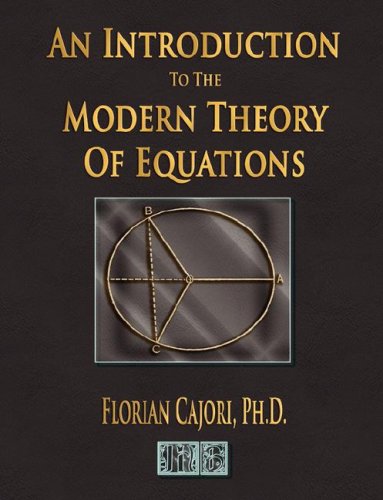 AN INTRODUCTION
TO THE
MODERN THEORY
OF EQUATIONS
B
O
A
C
FLORIAN CAJORI, PH.D.
M B